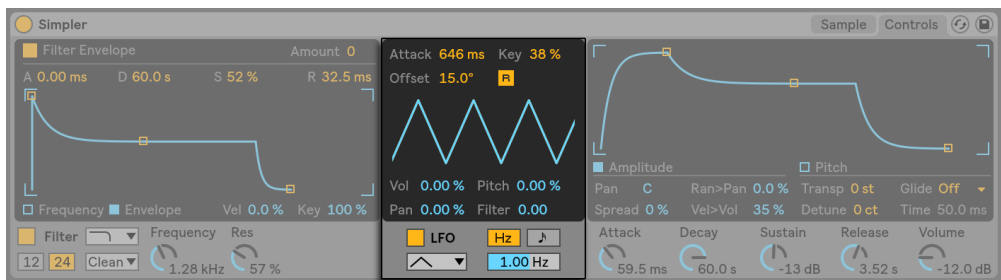 Simpler Sample Controls
Filter Envelope Amount 0
A 0.00 ms D 60.0 s S 52 % R 32.5 ms
Frequency Envelope Vel 0.0 % Key 100 %
Filter Frequency Res
12 24 Clean 1.28 kHz 57 %
Attack 646 ms Key 38 %
Offset 15.0° R
Vol 0.00 % Pitch 0.00 %
Pan 0.00 % Filter 0.00
LFO Hz ♪
1.00 Hz
Amplitude Pitch
Pan C Ran>Pan 0.0 % Transp 0 st Glide Off
Spread 0 % Vel>Vol 35 % Detune 0 ct Time 50.0 ms
Attack Decay Sustain Release Volume
59.5 ms 60.0 s -13 dB 3.52 s -12.0 dB